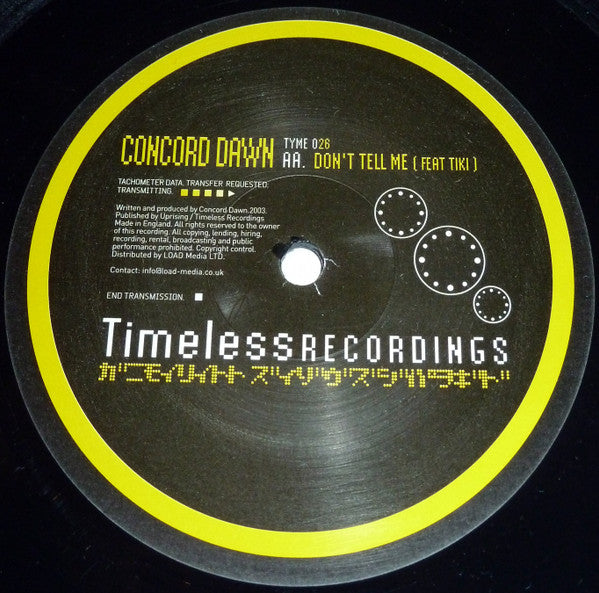 CONCORD DAWN TYME 026
AA. DON'T TELL ME ( FEAT TIKI )
TACHOMETER DATA. TRANSFER REQUESTED.
TRANSMITTING.
Written and produced by Concord Dawn.2003.
Published by Uprising / Timeless Recordings
Made in England. All rights reserved to the owner
of this recording. All copying, lending, hiring,
recording, rental, broadcasting and public
performance prohibited. Copyright control.
Distributed by LOAD Media LTD.
Contact: info@load-media.co.uk
END TRANSMISSION.
Timeless RECORDINGS